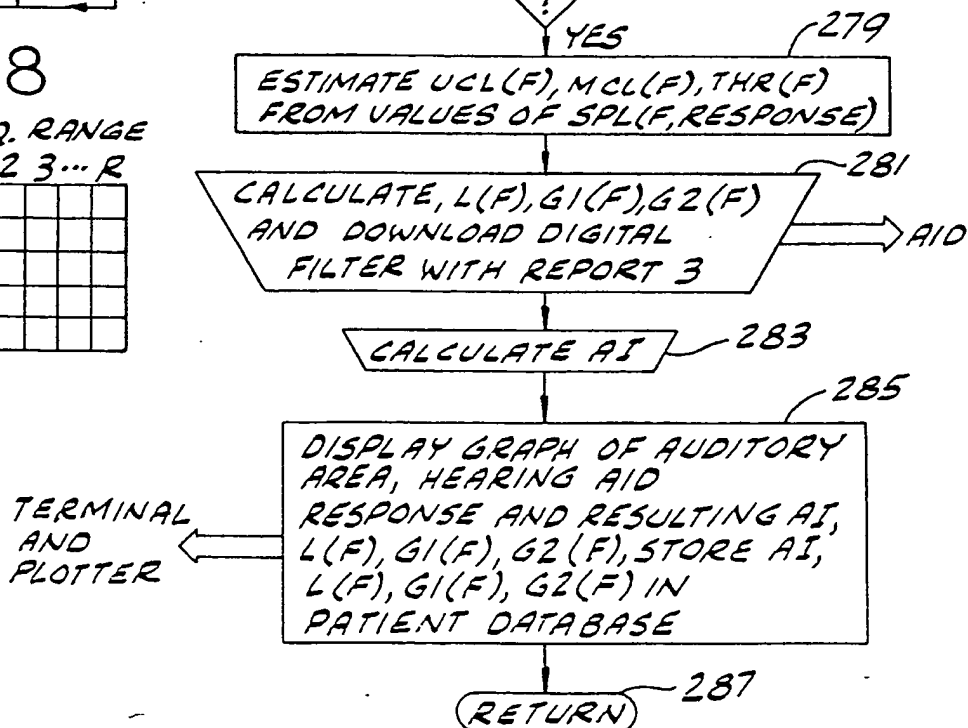 ?
YES
279
ESTIMATE UCL(F), MCL(F), THR(F)
FROM VALUES OF SPL(F, RESPONSE)
8
Q. RANGE
2 3 ... R
281
CALCULATE, L(F), G1(F), G2(F)
AND DOWNLOAD DIGITAL
FILTER WITH REPORT 3
AID
CALCULATE AI
283
285
DISPLAY GRAPH OF AUDITORY
AREA, HEARING AID
RESPONSE AND RESULTING AI,
L(F), G1(F), G2(F), STORE AI,
L(F), G1(F), G2(F) IN
PATIENT DATABASE
TERMINAL
AND
PLOTTER
287
RETURN